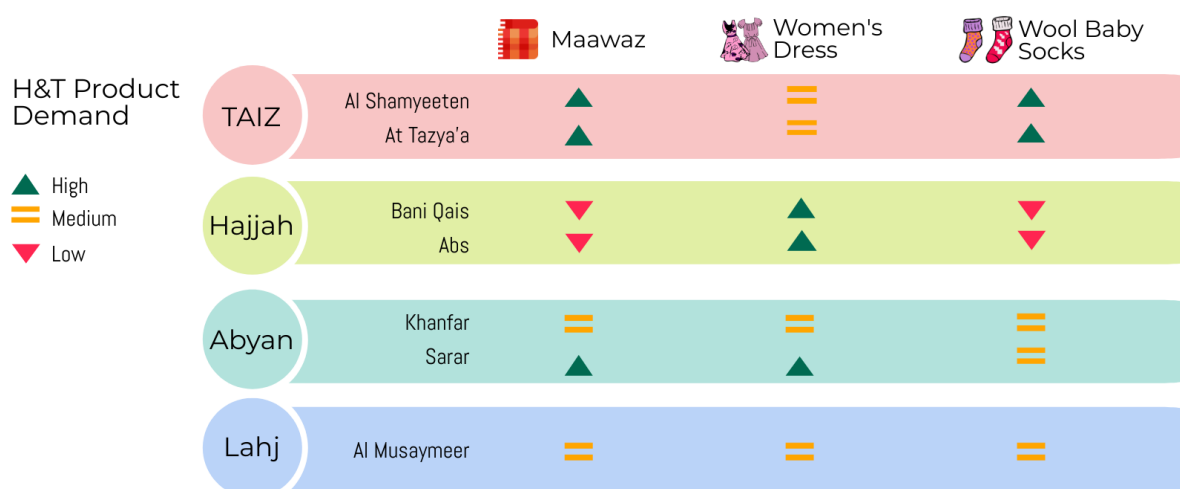 Maawaz
Women's
Dress
Wool Baby
Socks
H&T Product
Demand
High
Medium
Low
TAIZ
Al Shamyeeten
At Tazya'a
Hajjah
Bani Qais
Abs
Abyan
Khanfar
Sarar
Lahj
Al Musaymeer